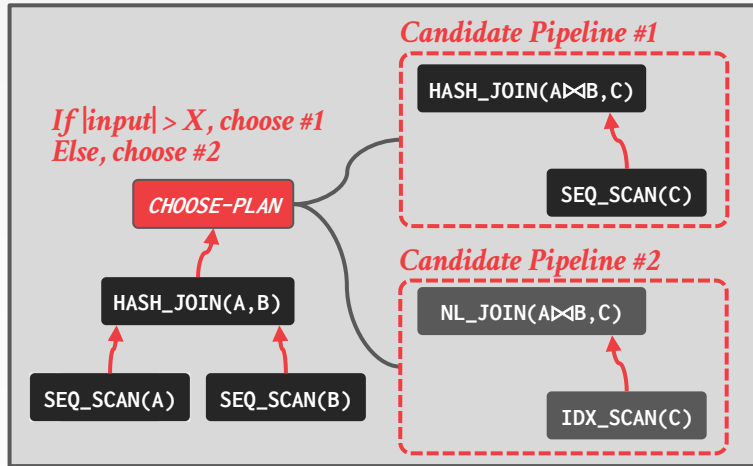 Candidate Pipeline #1
HASH_JOIN(A⋈B,C)
SEQ_SCAN(C)
If |input| > X, choose #1
Else, choose #2
CHOOSE-PLAN
HASH_JOIN(A,B)
SEQ_SCAN(A)
SEQ_SCAN(B)
Candidate Pipeline #2
NL_JOIN(A⋈B,C)
IDX_SCAN(C)